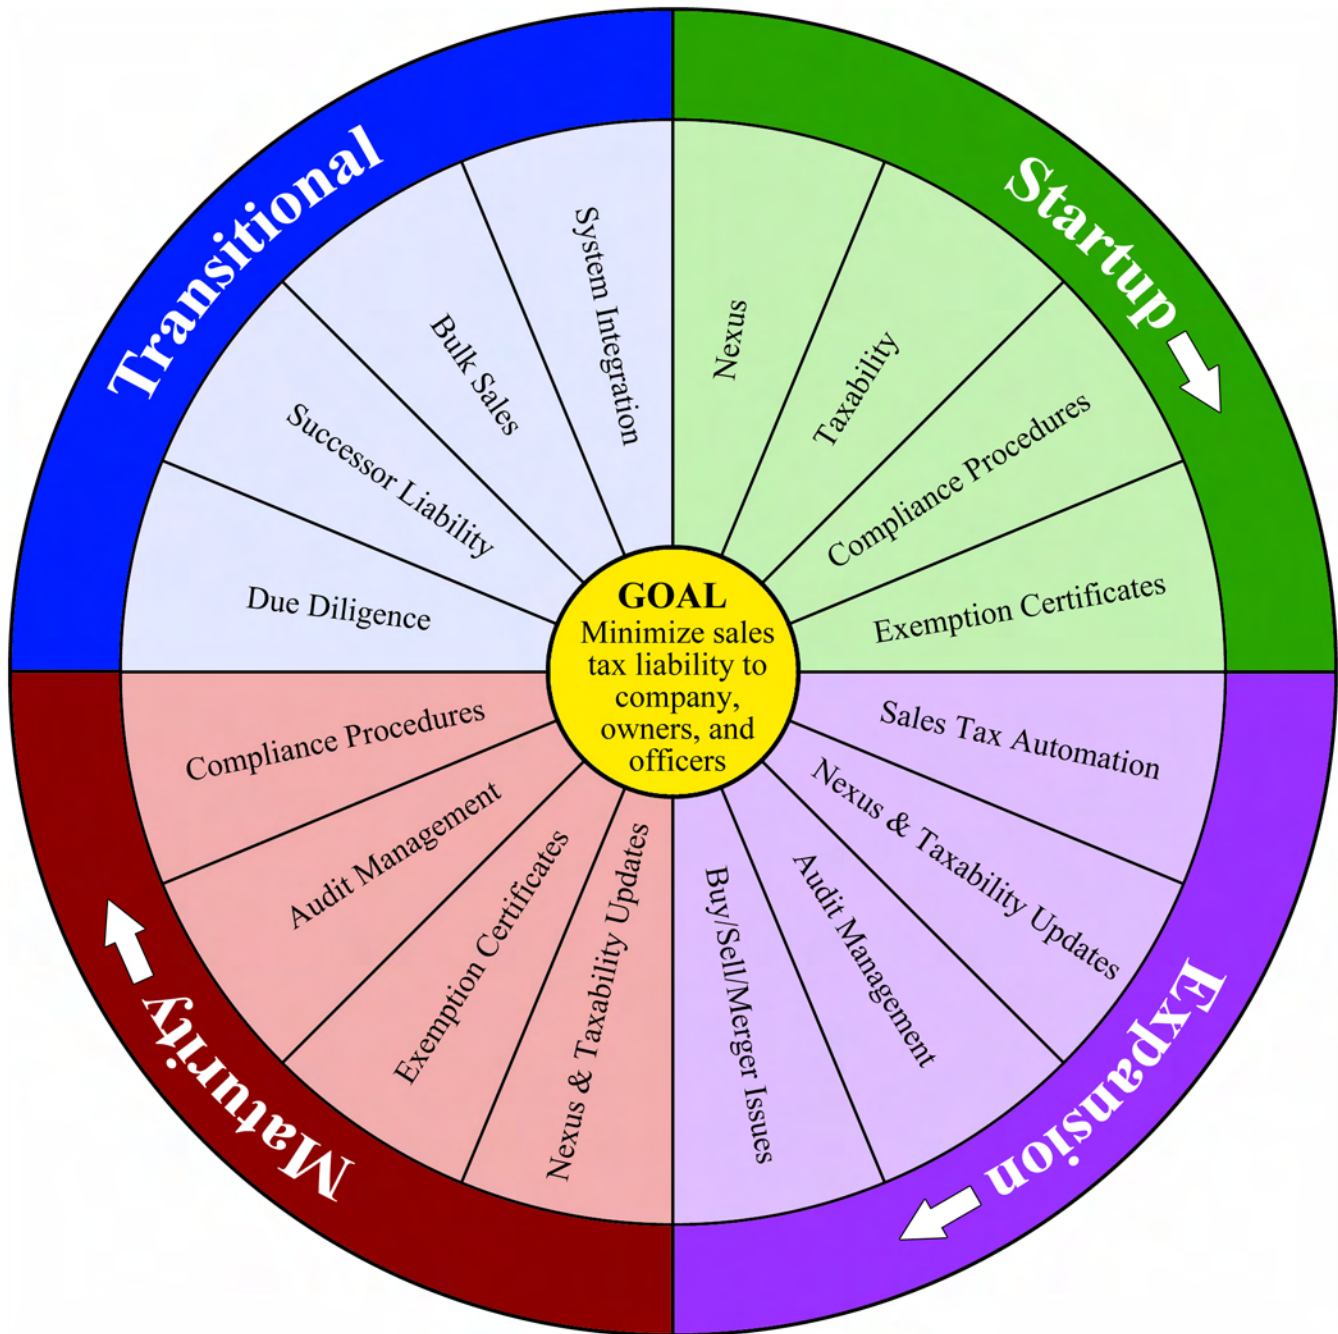 Startup
Nexus
Taxability
Compliance Procedures
Exemption Certificates
Expansion
Sales Tax Automation
Nexus & Taxability Updates
Audit Management
Buy/Sell/Merger Issues
Maturity
Nexus & Taxability Updates
Exemption Certificates
Audit Management
Compliance Procedures
Transitional
Due Diligence
Successor Liability
Bulk Sales
System Integration
GOAL
Minimize sales
tax liability to
company,
owners, and
officers